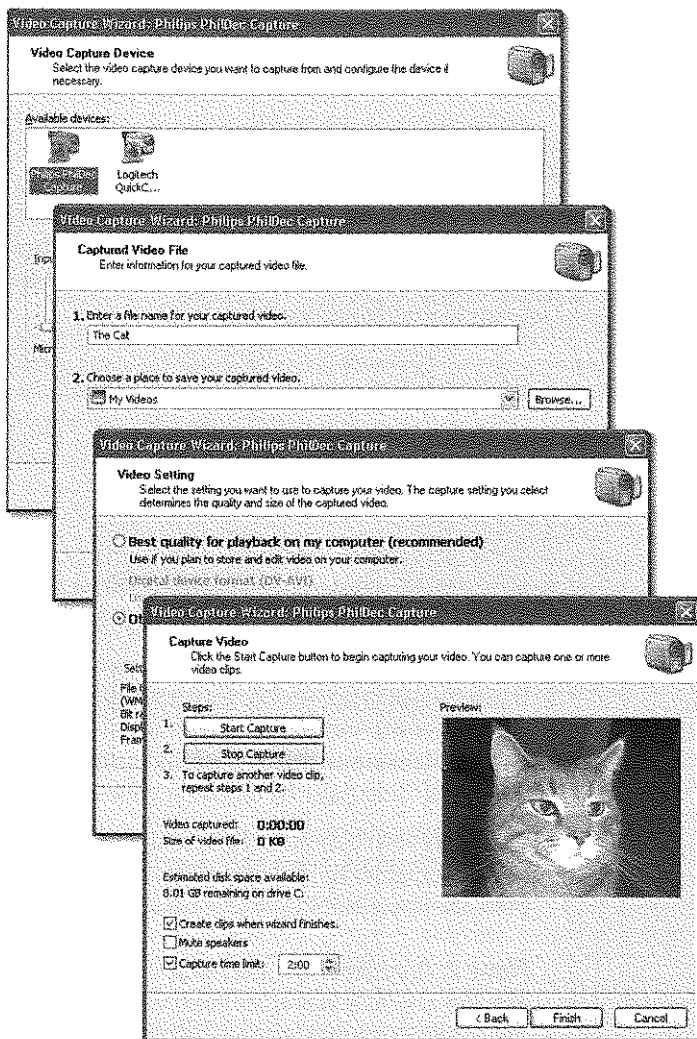 Video Capture Wizard: Philips PhilDec Capture
Video Capture Device
Select the video capture device you want to capture from and configure the device if
necessary.
Available devices:
Philips PhilDec
Capture
Logitech
QuickC...
Video Capture Wizard: Philips PhilDec Capture
Captured Video File
Enter information for your captured video file.
1. Enter a file name for your captured video.
The Cat
2. Choose a place to save your captured video.
My Videos
Browse...
Video Capture Wizard: Philips PhilDec Capture
Video Setting
Select the setting you want to use to capture your video. The capture setting you select
determines the quality and size of the captured video.
Best quality for playback on my computer (recommended)
Use if you plan to store and edit video on your computer.
Digital device format (DV-AVI)
Video Capture Wizard: Philips PhilDec Capture
Capture Video
Click the Start Capture button to begin capturing your video. You can capture one or more
video clips.
Steps:
1. Start Capture
2. Stop Capture
3. To capture another video clip,
repeat steps 1 and 2.
Preview:
Video captured: 0:00:00
Size of video file: 0 KB
Estimated disk space available:
8.01 GB remaining on drive C.
Create clips when wizard finishes.
Mute speakers
Capture time limit: 2:00
< Back
Finish
Cancel